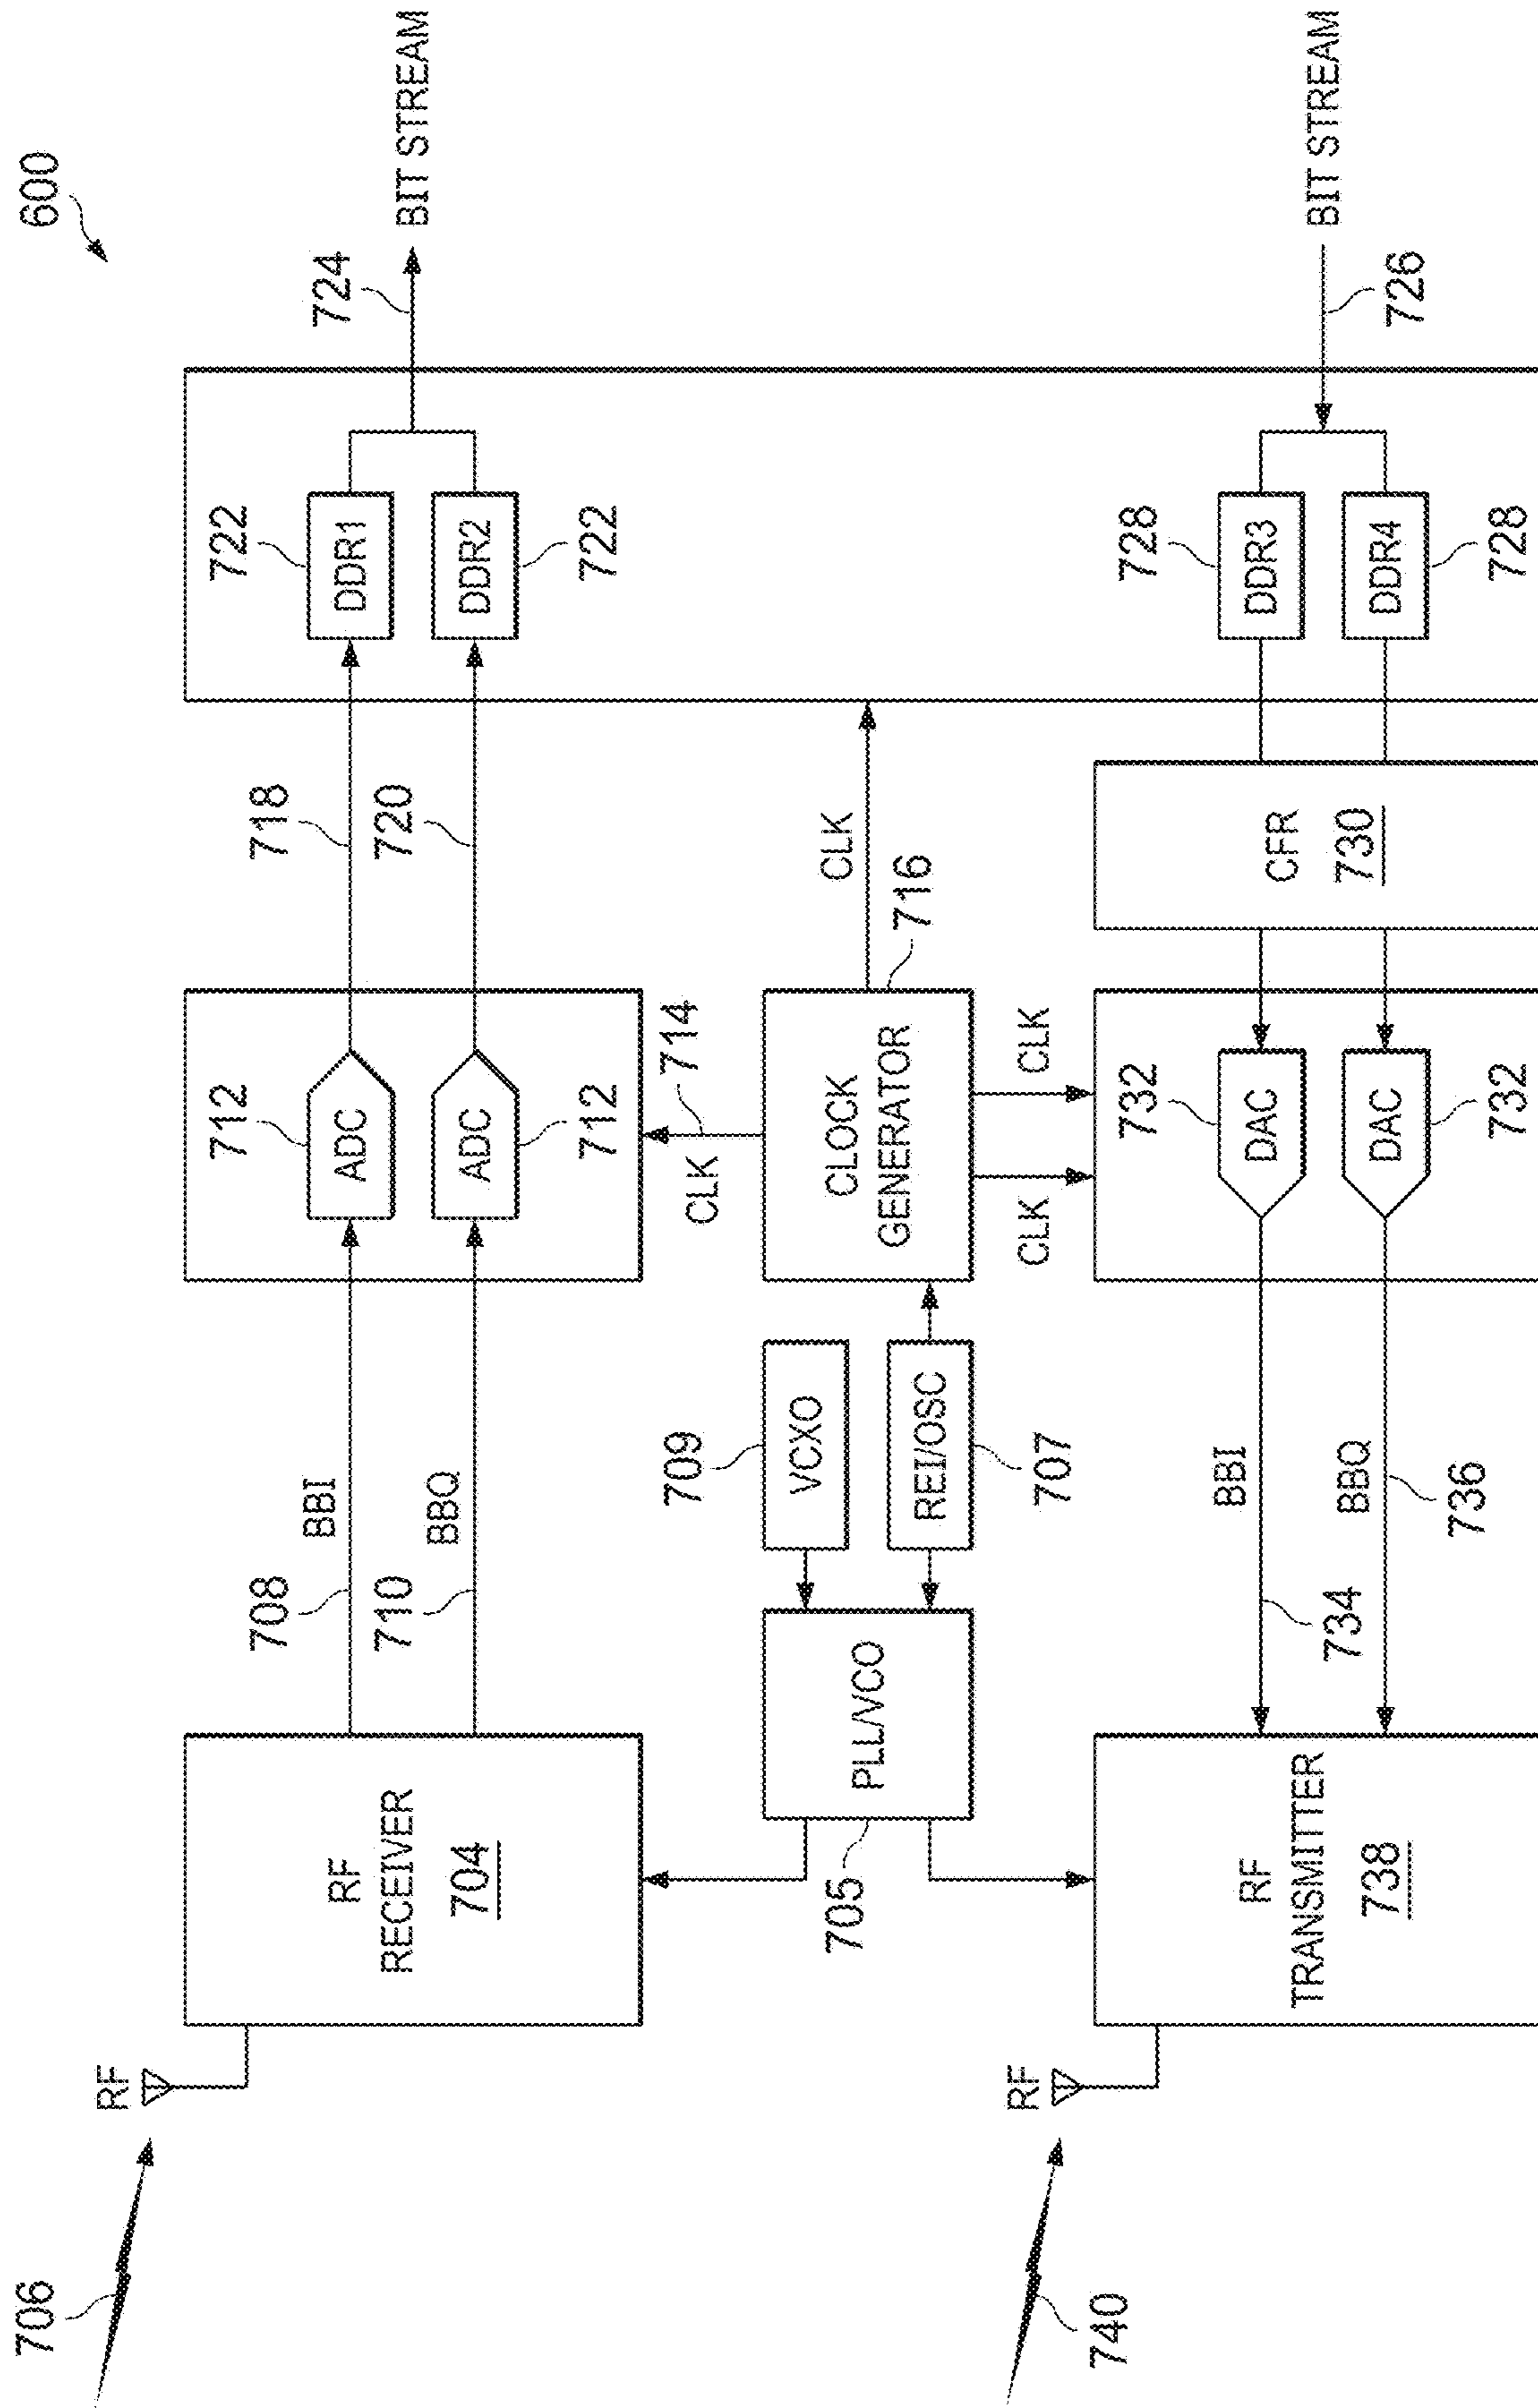 600
706
RF
RF
RECEIVER
704
708
BBI
710
BBQ
712
ADC
ADC
712
718
720
722
DDR1
DDR2
722
724
BIT STREAM
705
PLL/VCO
709
VCXO
REI/OSC
707
CLOCK
GENERATOR
716
CLK
714
CLK
CLK
CLK
740
RF
RF
TRANSMITTER
738
734
BBI
BBQ
736
732
DAC
DAC
732
CFR
730
728
DDR3
DDR4
728
726
BIT STREAM